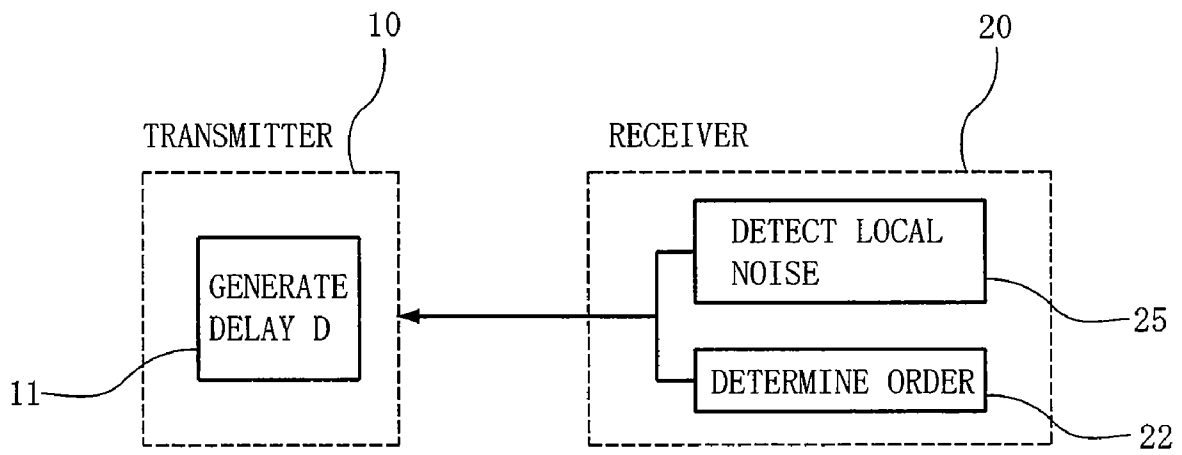 10
20
TRANSMITTER
RECEIVER
GENERATE
DELAY D
DETECT LOCAL
NOISE
25
11
DETERMINE ORDER
22